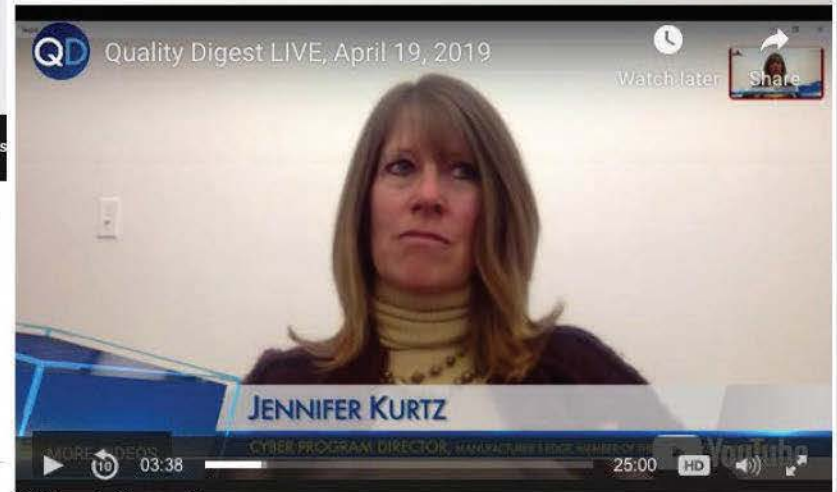 QD Quality Digest LIVE, April 19, 2019
Watch later
Share
s
JENNIFER KURTZ
CYBER PROGRAM DIRECTOR, MANUFACTURER'S EDGE,
MORE VIDEOS
YouTube
10 03:38 25:00 HD